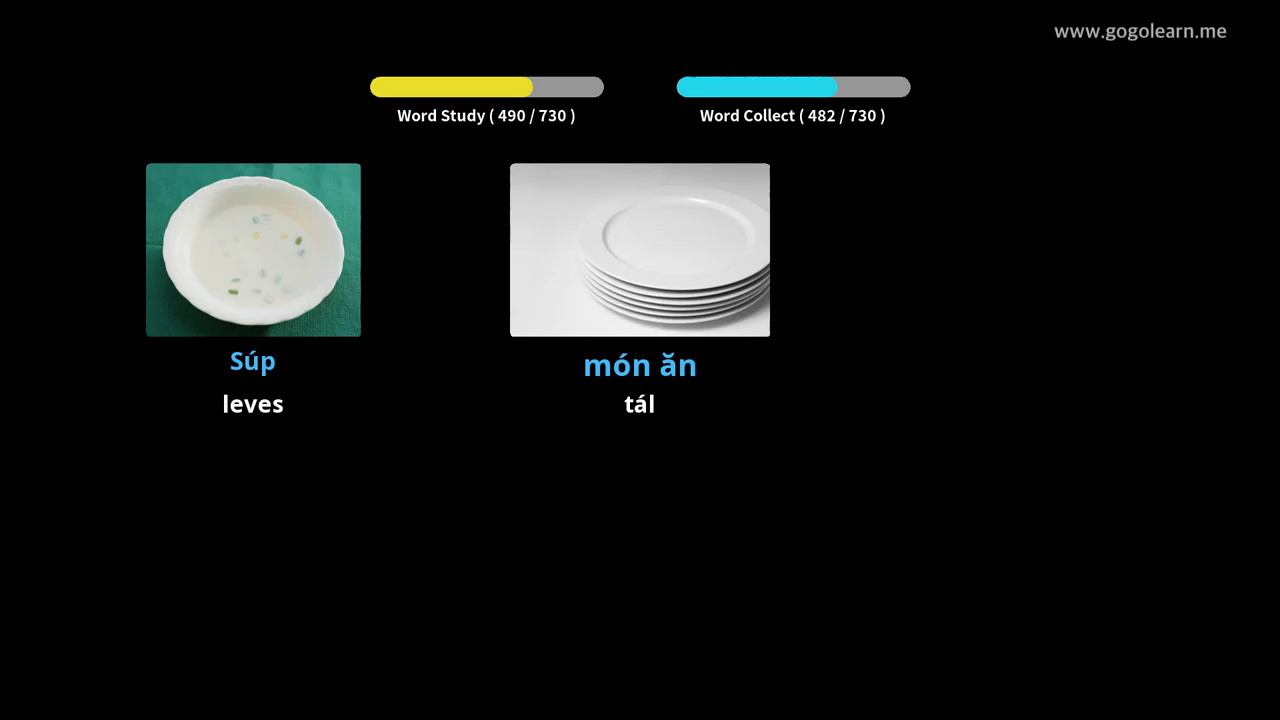 www.gogolearn.me
Word Study ( 490 / 730 )
Word Collect ( 482 / 730 )
Súp
leves
món ăn
tál